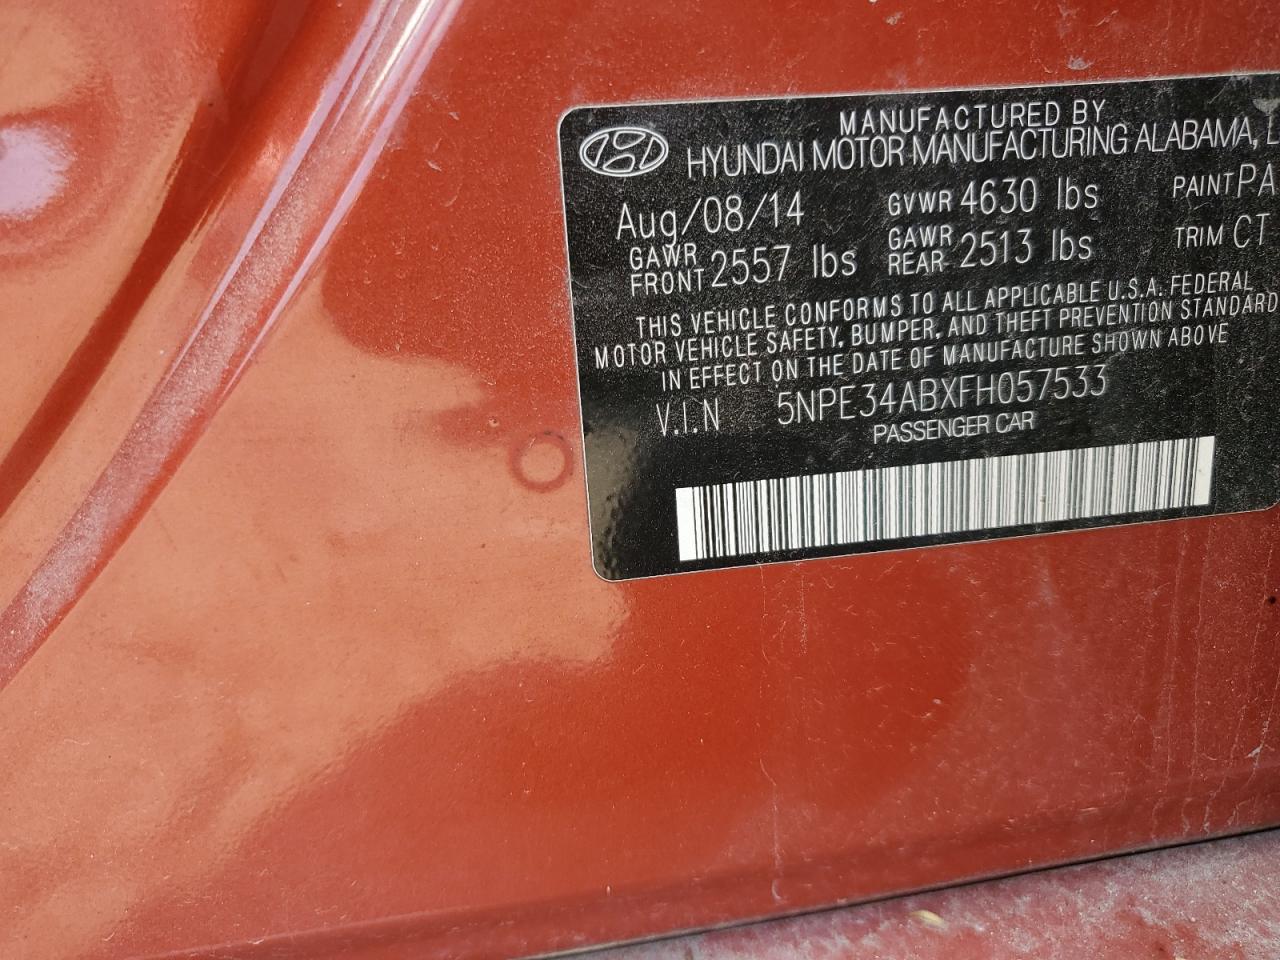 MANUFACTURED BY
HYUNDAI MOTOR MANUFACTURING ALABAMA, L
Aug/08/14 GVWR 4630 lbs PAINT PA
GAWR FRONT 2557 lbs GAWR REAR 2513 lbs TRIM CT
THIS VEHICLE CONFORMS TO ALL APPLICABLE U.S.A. FEDERAL
MOTOR VEHICLE SAFETY, BUMPER, AND THEFT PREVENTION STANDARD
IN EFFECT ON THE DATE OF MANUFACTURE SHOWN ABOVE
V.I.N 5NPE34ABXFH057533
PASSENGER CAR